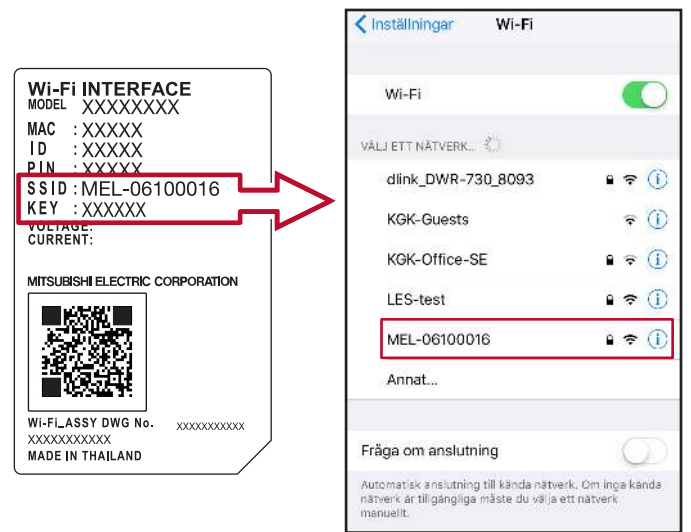 Wi-Fi INTERFACE
MODEL XXXXXXXX
MAC : XXXXX
ID : XXXXX
PIN : XXXXX
SSID : MEL-06100016
KEY : XXXXXX
VOLTAGE:
CURRENT:
MITSUBISHI ELECTRIC CORPORATION
Wi-Fi_ASSY DWG No. XXXXXXXXXXX
XXXXXXXXXXX
MADE IN THAILAND
Inställningar Wi-Fi
Wi-Fi
VÄLJ ETT NÄTVERK...
dlink_DWR-730_8093
KGK-Guests
KGK-Office-SE
LES-test
MEL-06100016
Annat...
Fråga om anslutning
Automatisk anslutning till kända nätverk. Om inga kända
nätverk är tillgängliga måste du välja ett nätverk
manuellt.